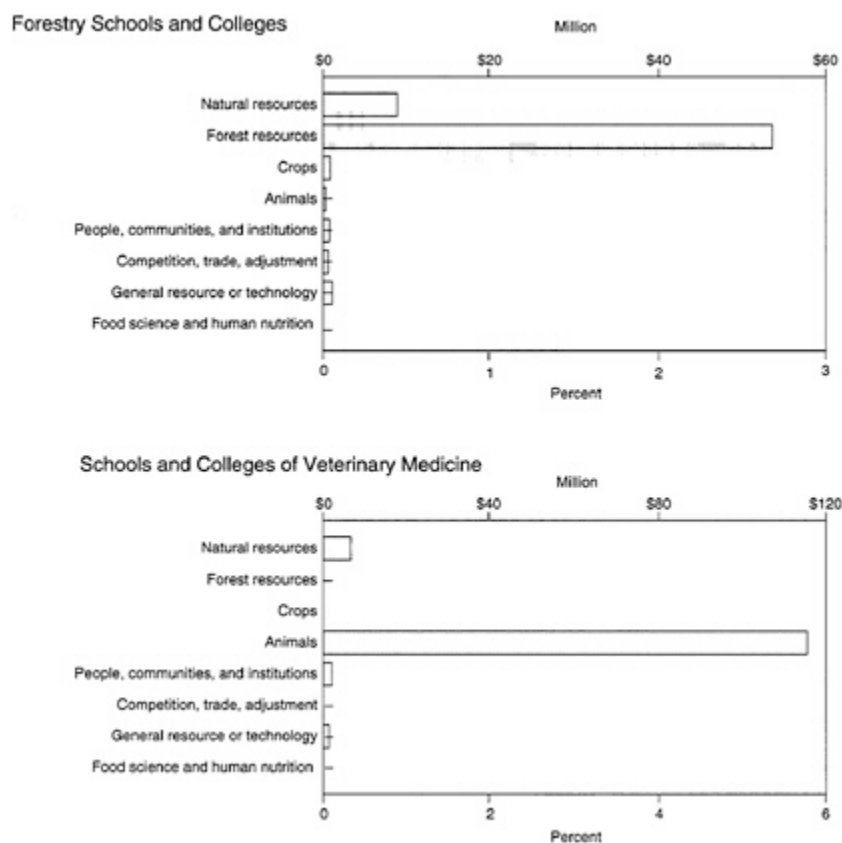 Forestry Schools and Colleges
Million
$0 $20 $40 $60
Natural resources
Forest resources
Crops
Animals
People, communities, and institutions
Competition, trade, adjustment
General resource or technology
Food science and human nutrition
0 1 2 3
Percent
Schools and Colleges of Veterinary Medicine
Million
$0 $40 $80 $120
Natural resources
Forest resources
Crops
Animals
People, communities, and institutions
Competition, trade, adjustment
General resource or technology
Food science and human nutrition
0 2 4 6
Percent